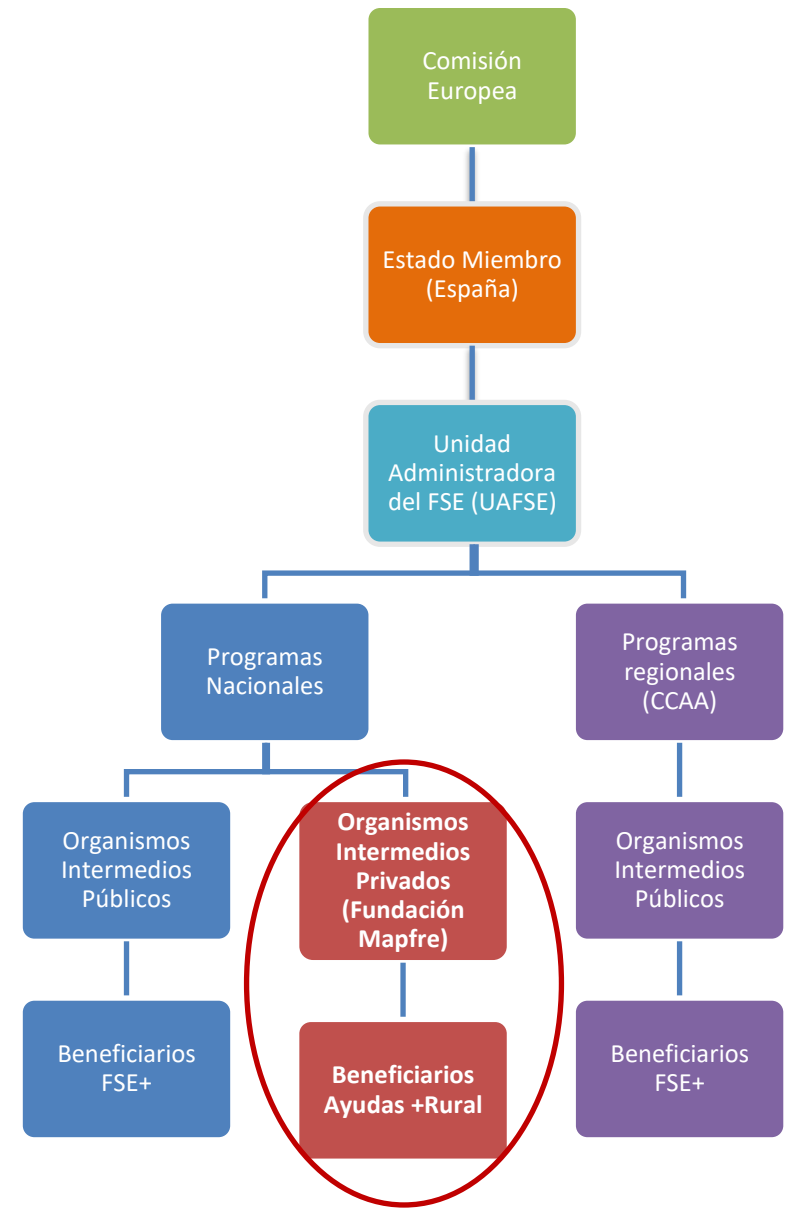 Comisión
Europea
Estado Miembro
(España)
Unidad
Administradora
del FSE (UAFSE)
Programas
Nacionales
Programas
regionales
(CCAA)
Organismos
Intermedios
Públicos
Organismos
Intermedios
Privados
(Fundación
Mapfre)
Organismos
Intermedios
Públicos
Beneficiarios
FSE+
Beneficiarios
Ayudas +Rural
Beneficiarios
FSE+